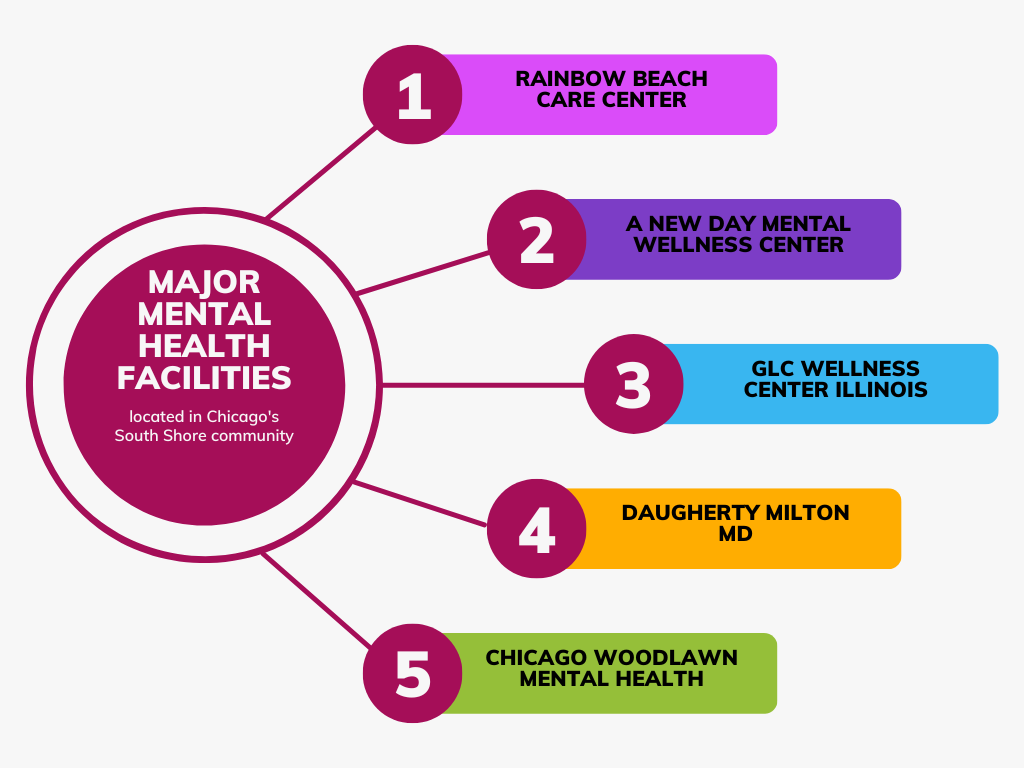 MAJOR
MENTAL
HEALTH
FACILITIES
located in Chicago's
South Shore community
1
RAINBOW BEACH
CARE CENTER
2
A NEW DAY MENTAL
WELLNESS CENTER
3
GLC WELLNESS
CENTER ILLINOIS
4
DAUGHERTY MILTON
MD
5
CHICAGO WOODLAWN
MENTAL HEALTH